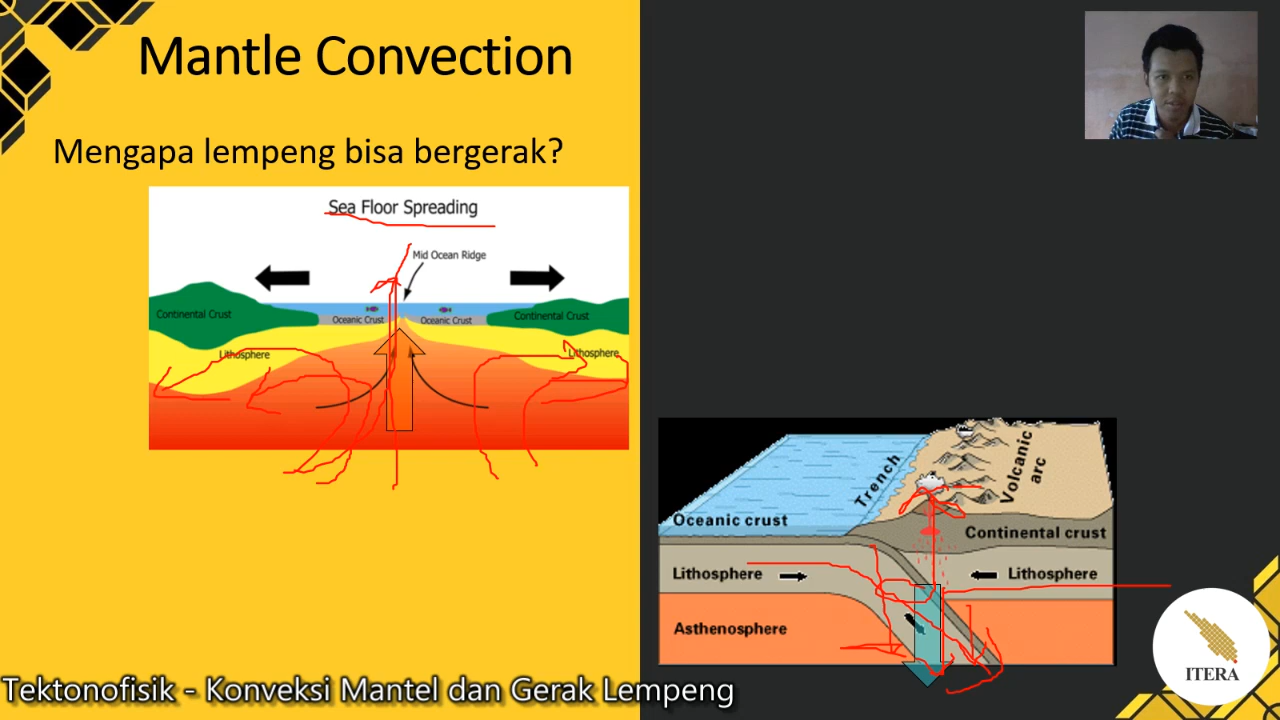 Mantle Convection
Mengapa lempeng bisa bergerak?
Sea Floor Spreading
Mid Ocean Ridge
Continental Crust
Oceanic Crust
Oceanic Crust
Continental Crust
Lithosphere
Lithosphere
Trench
Volcanic
arc
Oceanic crust
Continental crust
Lithosphere
Lithosphere
Asthenosphere
ITERA
Tektonofisik - Konveksi Mantel dan Gerak Lempeng